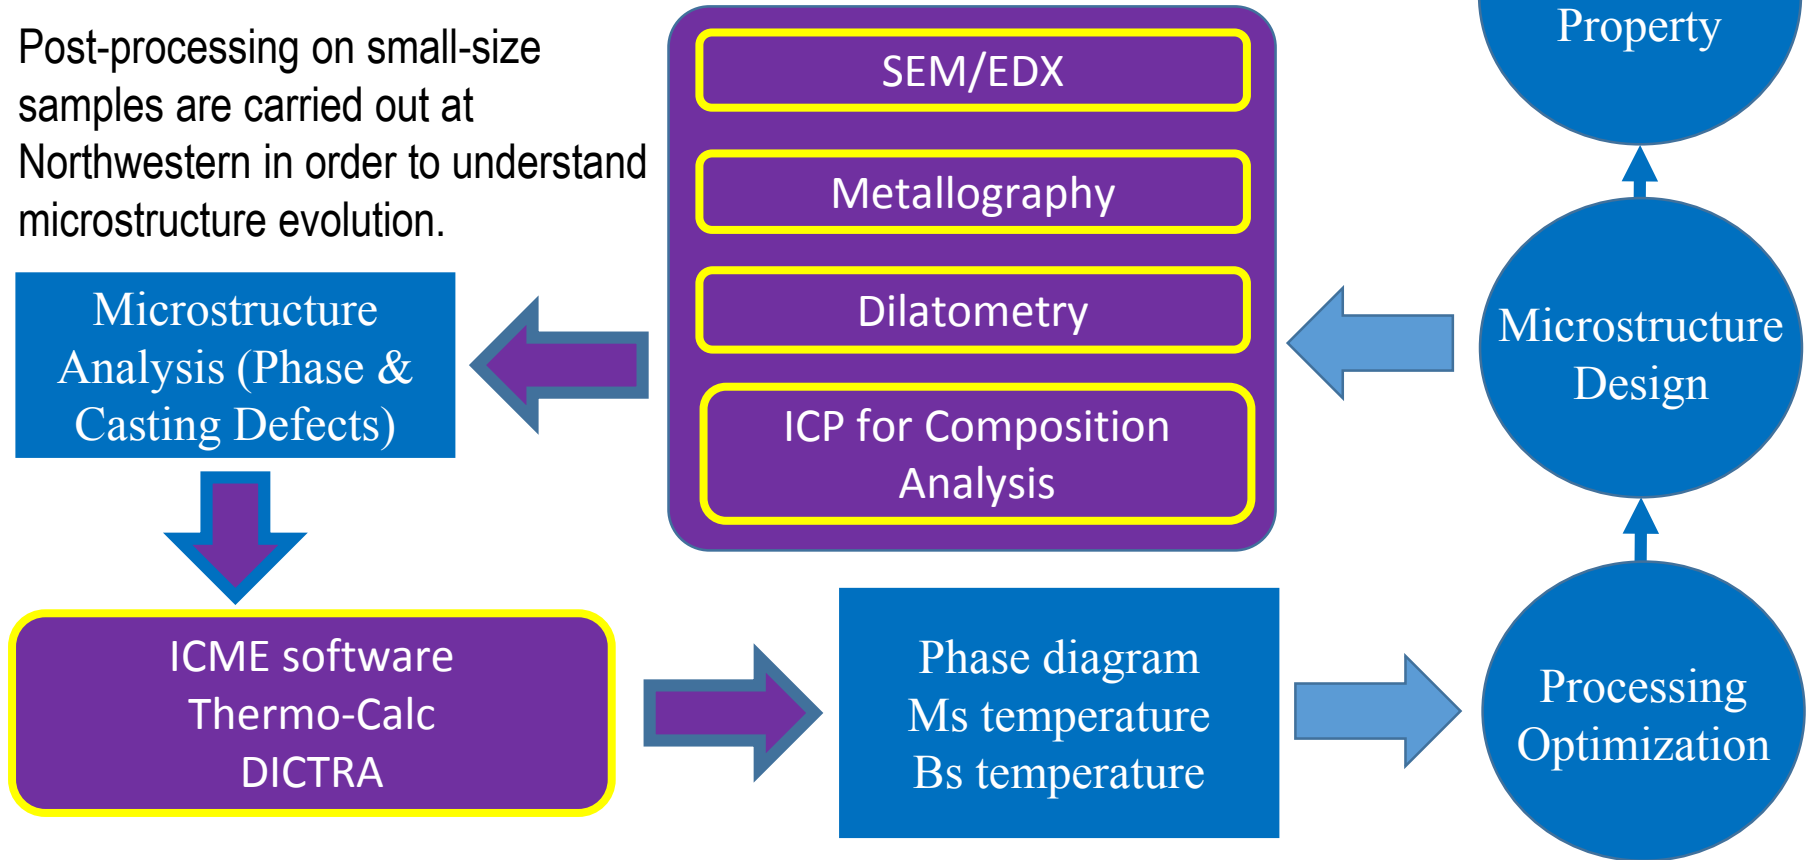 Post-processing on small-size
samples are carried out at
Northwestern in order to understand
microstructure evolution.
SEM/EDX
Metallography
Dilatometry
ICP for Composition
Analysis
Property
Microstructure
Design
Processing
Optimization
Microstructure
Analysis (Phase &
Casting Defects)
ICME software
Thermo-Calc
DICTRA
Phase diagram
Ms temperature
Bs temperature